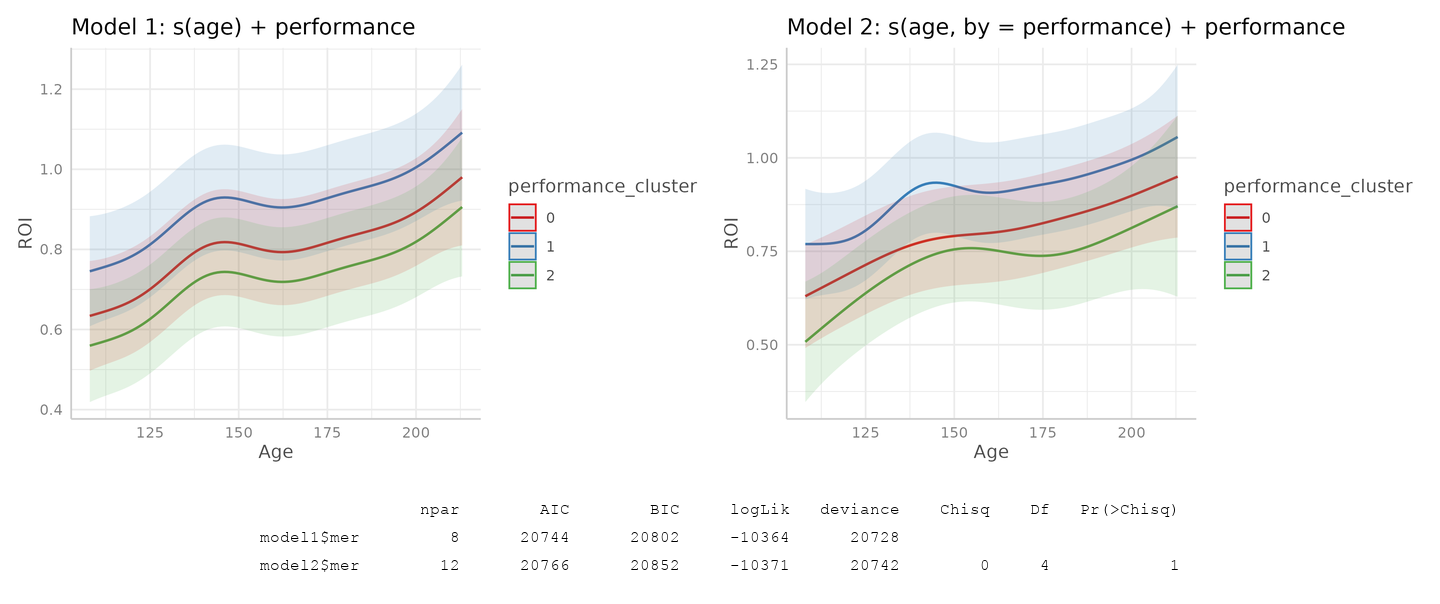 Model 1: s(age) + performance
1.2
1.0
0.8
0.6
0.4
ROI
125 150 175 200
Age
performance_cluster
0
1
2
Model 2: s(age, by = performance) + performance
1.25
1.00
0.75
0.50
ROI
125 150 175 200
Age
performance_cluster
0
1
2
npar AIC BIC logLik deviance Chisq Df Pr(>Chisq)
model1$mer 8 20744 20802 -10364 20728
model2$mer 12 20766 20852 -10371 20742 0 4 1